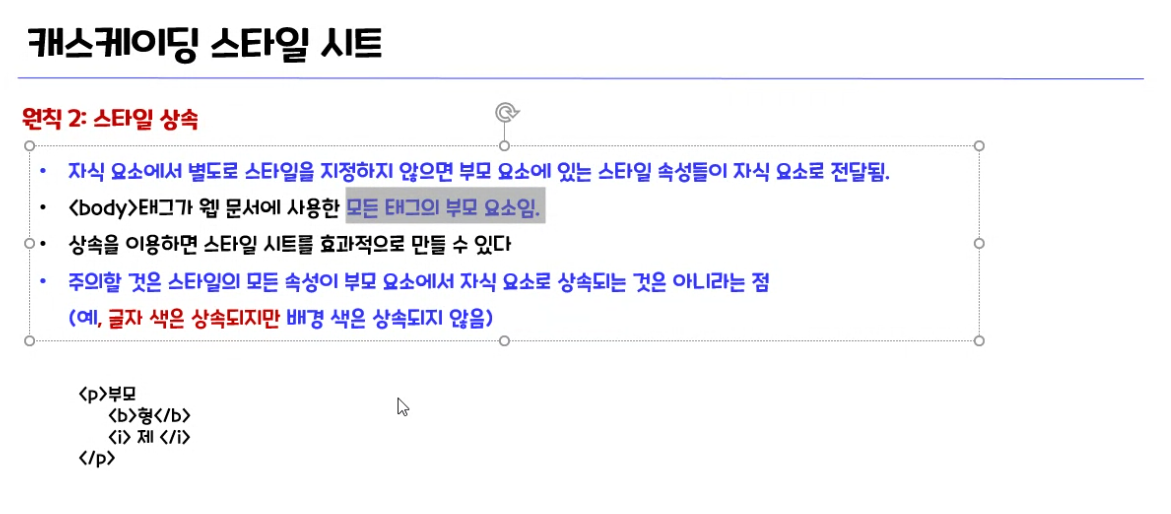 캐스케이딩 스타일 시트
원칙 2: 스타일 상속
• 자식 요소에서 별도로 스타일을 지정하지 않으면 부모 요소에 있는 스타일 속성들이 자식 요소로 전달됨.
• <body>태그가 웹 문서에 사용한 모든 태그의 부모 요소임.
• 상속을 이용하면 스타일 시트를 효과적으로 만들 수 있다
• 주의할 것은 스타일의 모든 속성이 부모 요소에서 자식 요소로 상속되는 것은 아니라는 점
(예, 글자 색은 상속되지만 배경 색은 상속되지 않음)
<p>부모
<b>형</b>
<i> 제 </i>
</p>